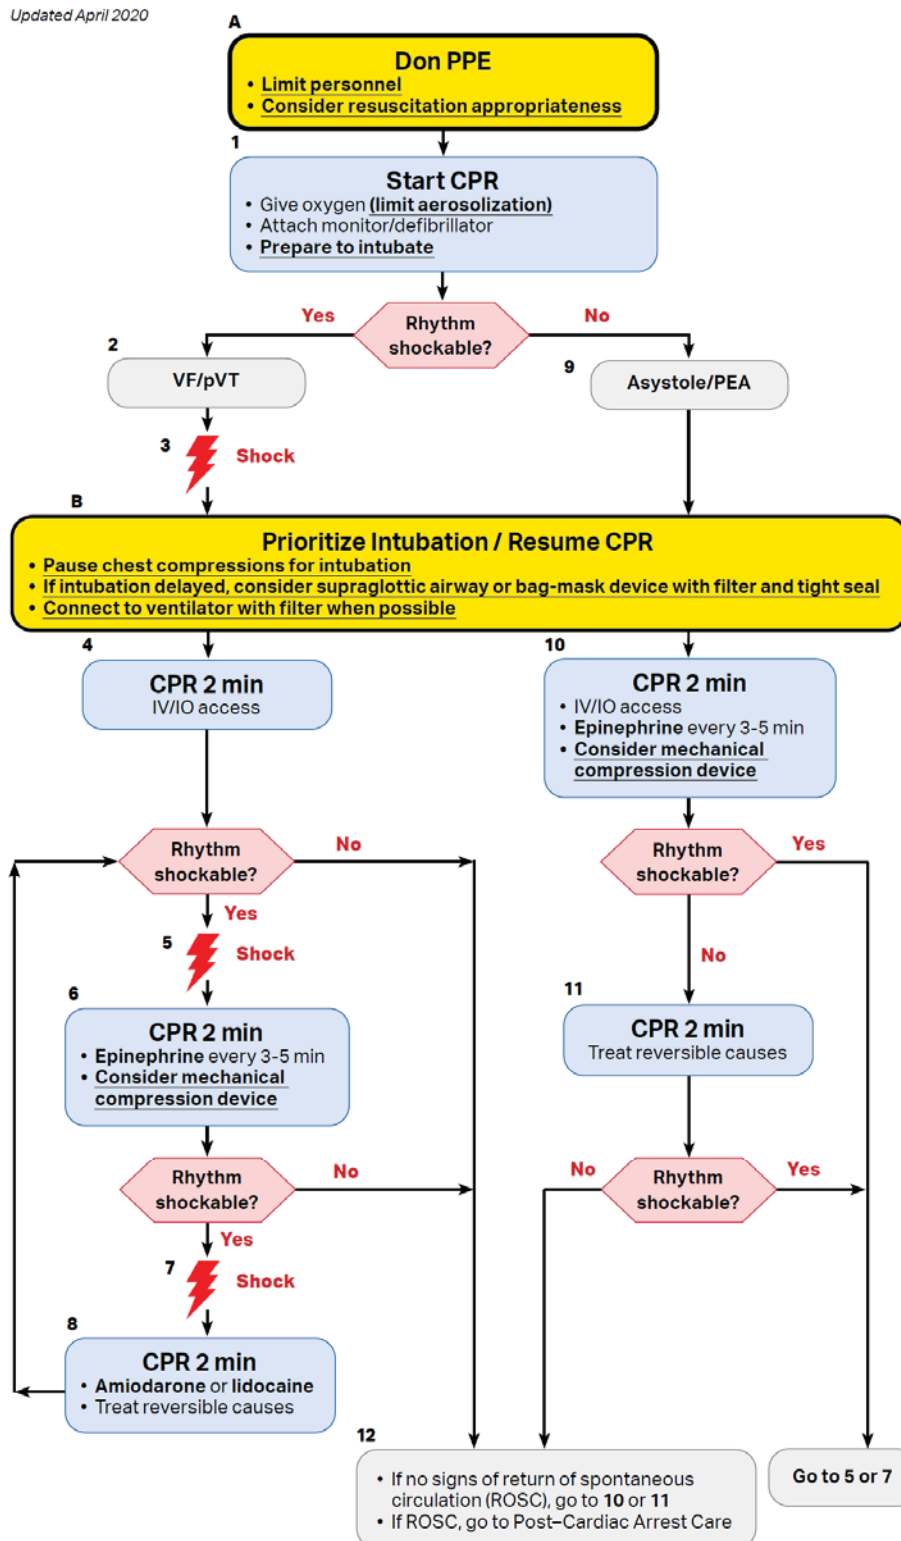 Updated April 2020
A
Don PPE
• Limit personnel
• Consider resuscitation appropriateness
1
Start CPR
• Give oxygen (limit aerosolization)
• Attach monitor/defibrillator
• Prepare to intubate
Yes
Rhythm
shockable?
No
2
VF/pVT
9
Asystole/PEA
3
Shock
B
Prioritize Intubation / Resume CPR
• Pause chest compressions for intubation
• If intubation delayed, consider supraglottic airway or bag-mask device with filter and tight seal
• Connect to ventilator with filter when possible
4
CPR 2 min
IV/IO access
10
CPR 2 min
• IV/IO access
• Epinephrine every 3-5 min
• Consider mechanical
compression device
Rhythm
shockable?
No
Rhythm
shockable?
Yes
Yes
5
Shock
No
6
CPR 2 min
• Epinephrine every 3-5 min
• Consider mechanical
compression device
11
CPR 2 min
Treat reversible causes
Rhythm
shockable?
No
No
Rhythm
shockable?
Yes
Yes
7
Shock
8
CPR 2 min
• Amiodarone or lidocaine
• Treat reversible causes
12
• If no signs of return of spontaneous
circulation (ROSC), go to 10 or 11
• If ROSC, go to Post–Cardiac Arrest Care
Go to 5 or 7